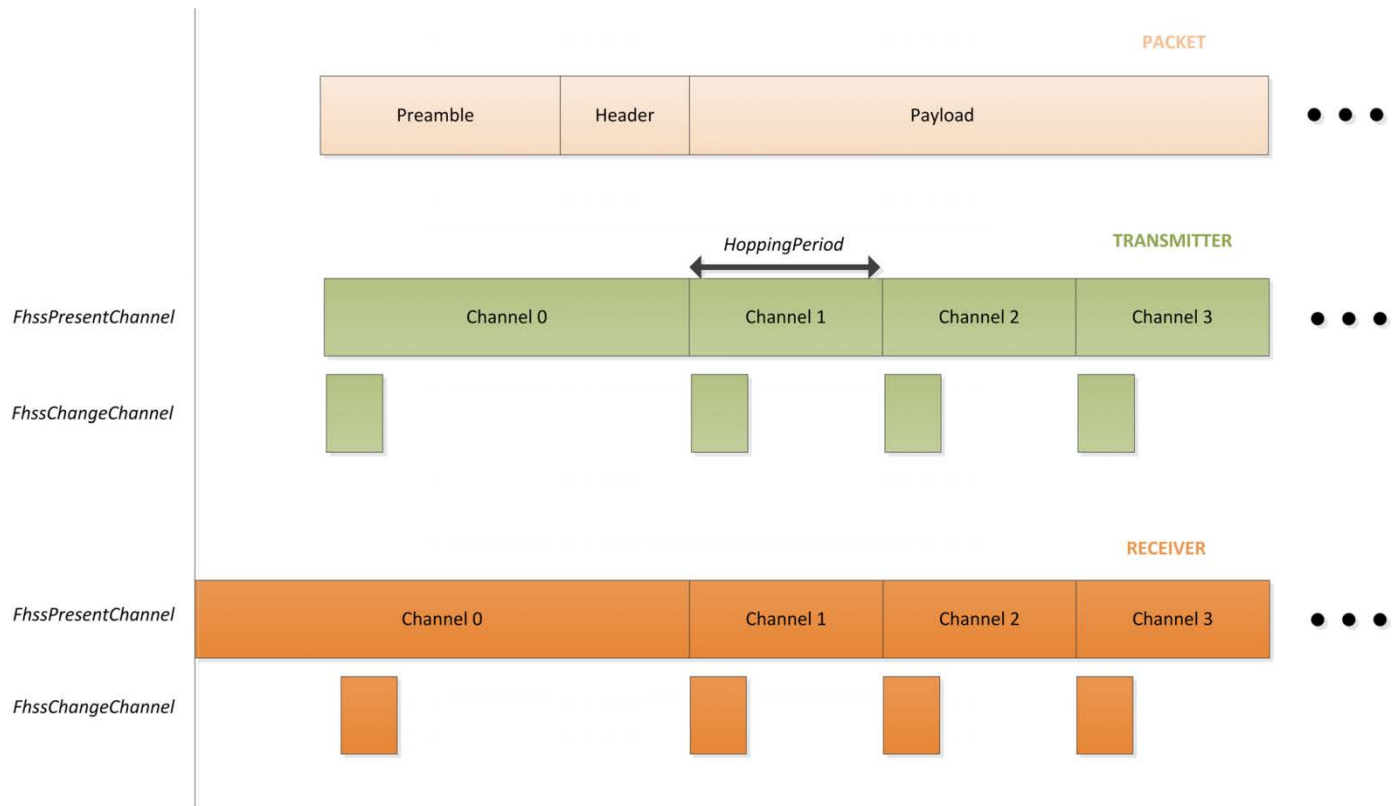 PACKET
Preamble Header Payload
HoppingPeriod
TRANSMITTER
FhssPresentChannel Channel 0 Channel 1 Channel 2 Channel 3
FhssChangeChannel
RECEIVER
FhssPresentChannel Channel 0 Channel 1 Channel 2 Channel 3
FhssChangeChannel